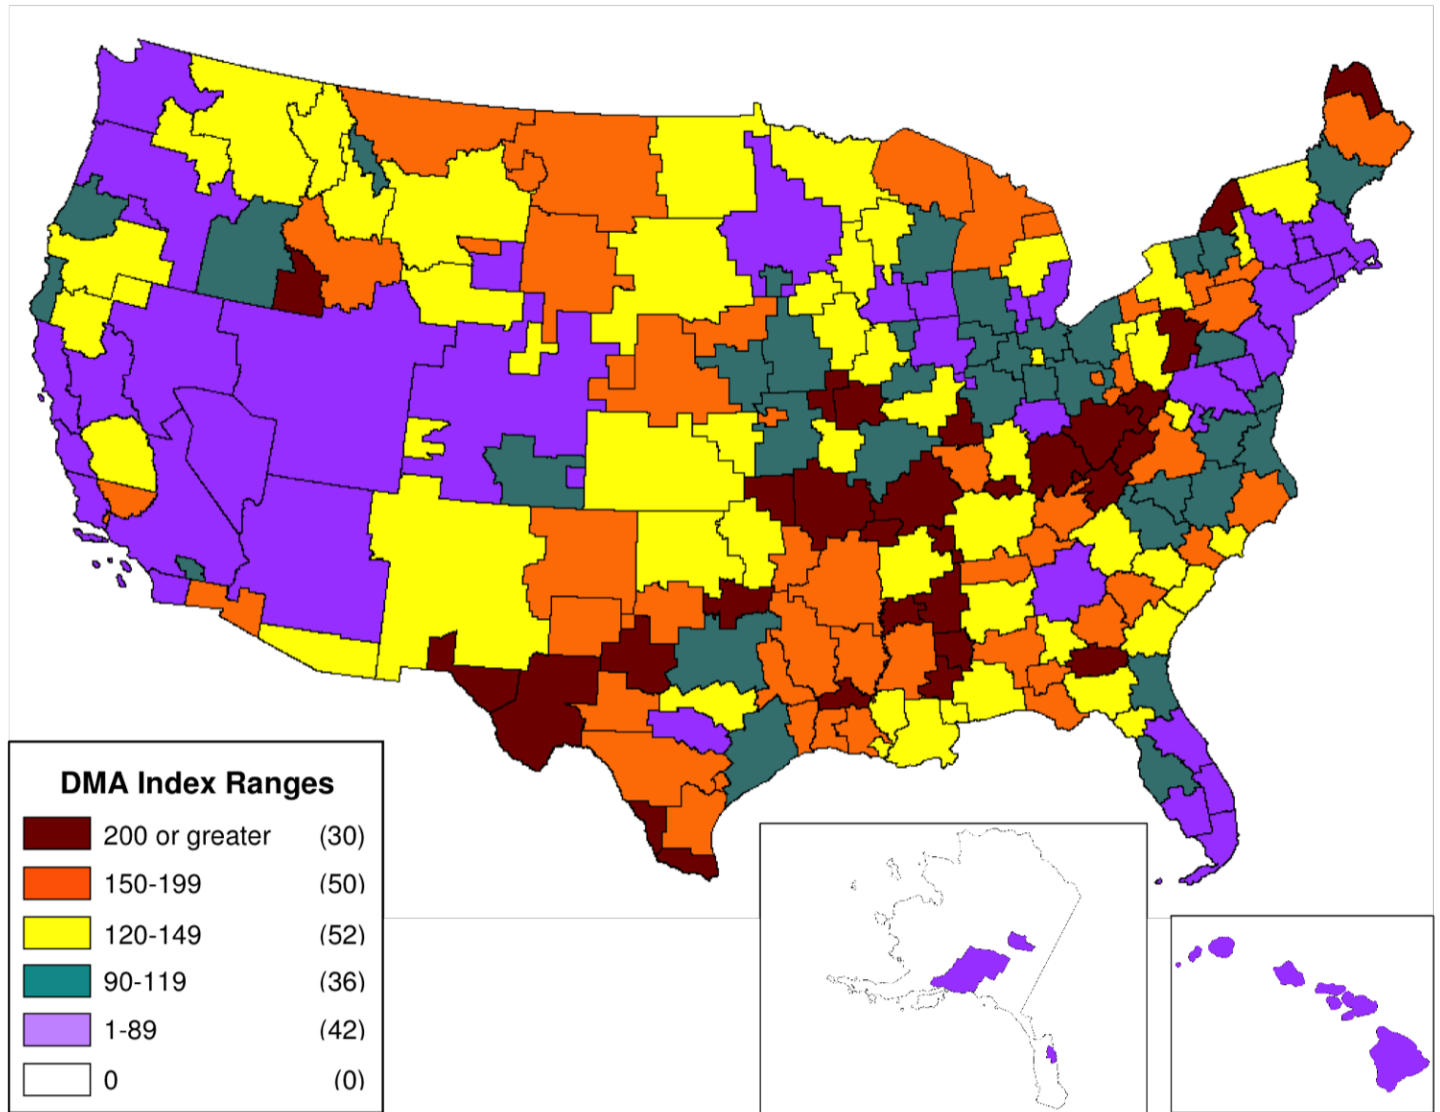 DMA Index Ranges
200 or greater (30)
150-199 (50)
120-149 (52)
90-119 (36)
1-89 (42)
0 (0)